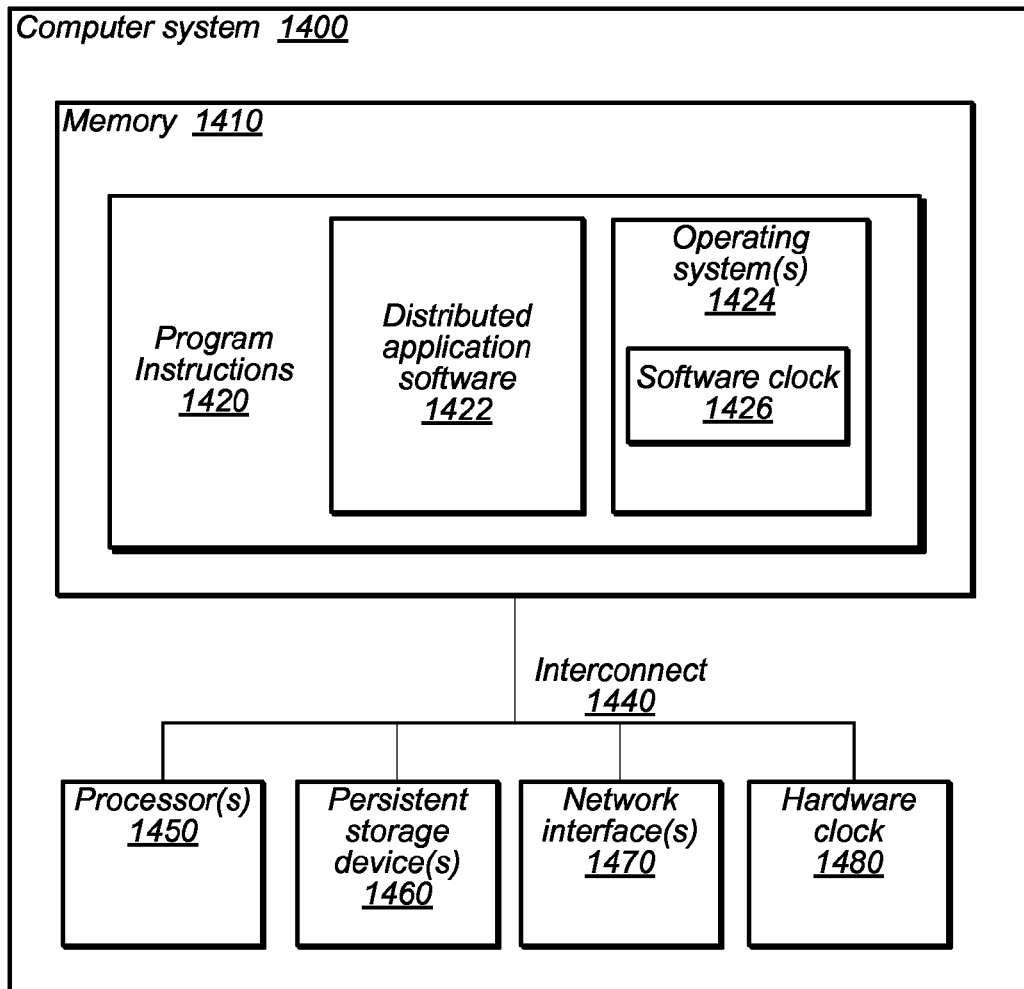 Computer system 1400
Memory 1410
Program
Instructions
1420
Distributed
application
software
1422
Operating
system(s)
1424
Software clock
1426
Interconnect
1440
Processor(s)
1450
Persistent
storage
device(s)
1460
Network
interface(s)
1470
Hardware
clock
1480